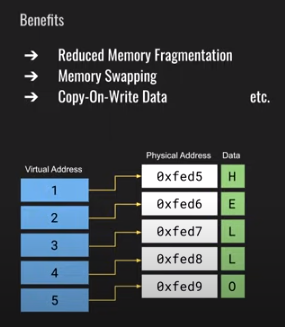 Benefits
➔ Reduced Memory Fragmentation
➔ Memory Swapping
➔ Copy-On-Write Data etc.
Virtual Address Physical Address Data
1 0xfed5 H
2 0xfed6 E
3 0xfed7 L
4 0xfed8 L
5 0xfed9 O